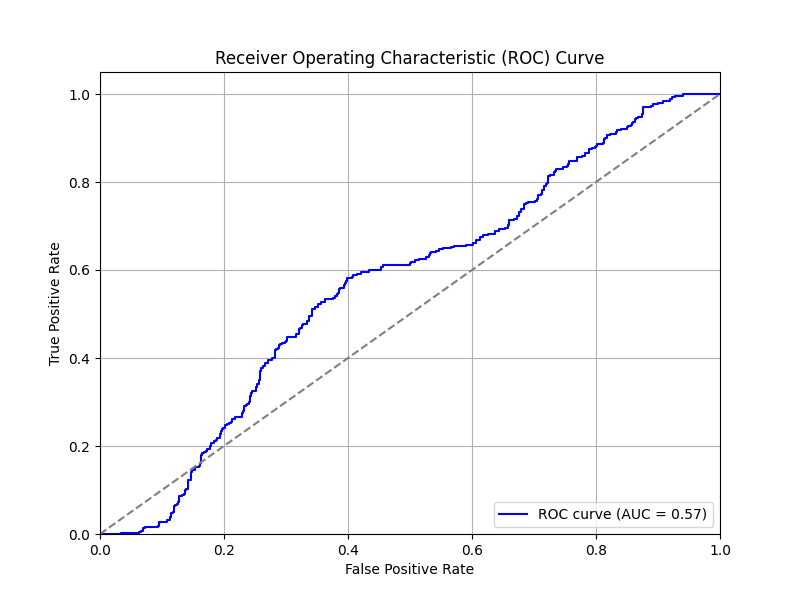 Receiver Operating Characteristic (ROC) Curve
True Positive Rate
1.0
0.8
0.6
0.4
0.2
0.0
ROC curve (AUC = 0.57)
0.0 0.2 0.4 0.6 0.8 1.0
False Positive Rate